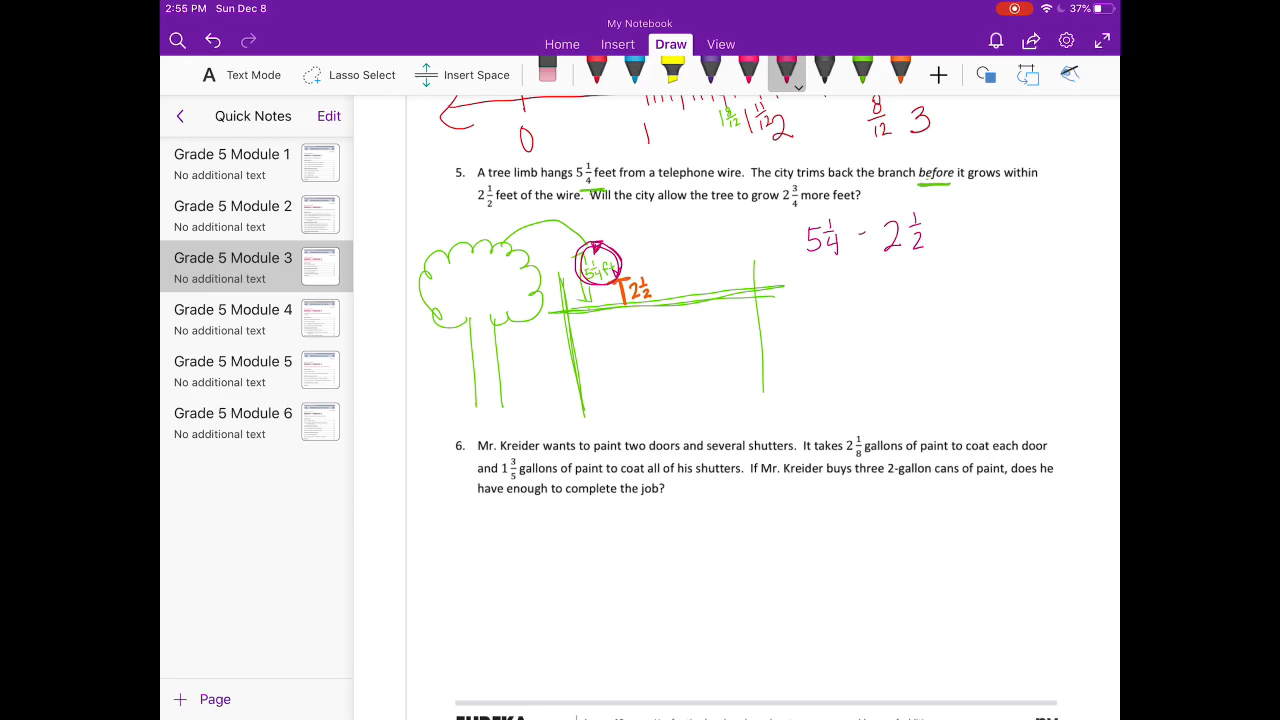 2:55 PM Sun Dec 8
37%
My Notebook
Home Insert Draw View
Text Mode Lasso Select Insert Space
Quick Notes Edit
Grade 5 Module 1
No additional text
Grade 5 Module 2
No additional text
Grade 5 Module 3
No additional text
Grade 5 Module 4
No additional text
Grade 5 Module 5
No additional text
Grade 5 Module 6
No additional text
Page
1 8/12 1 11/12 8/12
0 1 2 3
5. A tree limb hangs 5 1/4 feet from a telephone wire. The city trims back the branch before it grows within
2 1/2 feet of the wire. Will the city allow the tree to grow 2 3/4 more feet?
5 1/4 - 2 1/2
5 1/4 ft
2 1/2
6. Mr. Kreider wants to paint two doors and several shutters. It takes 2 1/8 gallons of paint to coat each door
and 1 3/5 gallons of paint to coat all of his shutters. If Mr. Kreider buys three 2-gallon cans of paint, does he
have enough to complete the job?
EUREKA